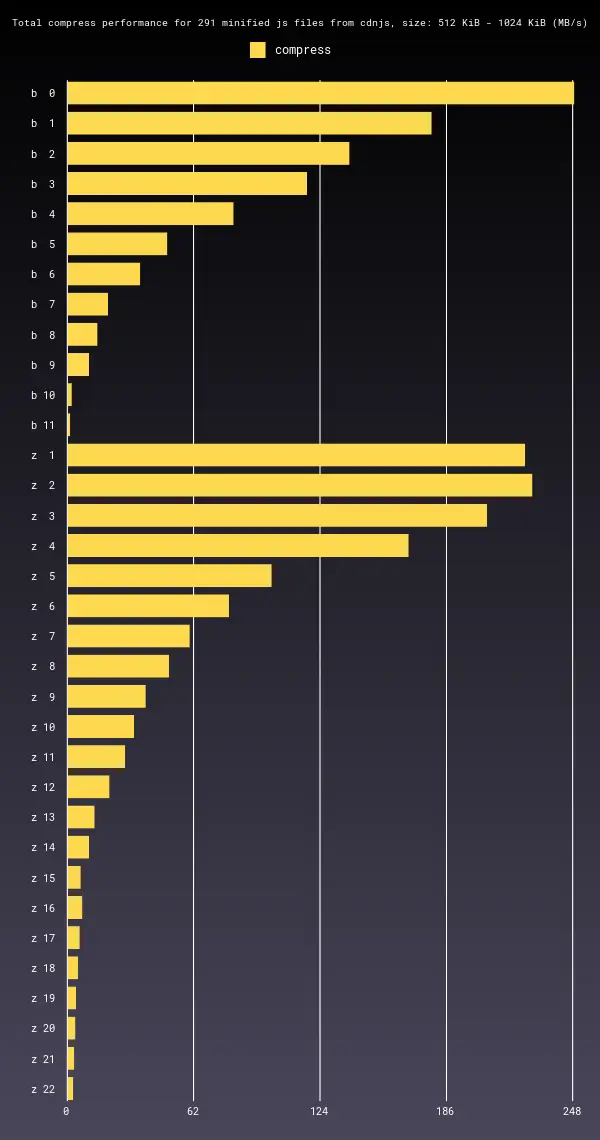 Total compress performance for 291 minified js files from cdnjs, size: 512 KiB - 1024 KiB (MB/s)
compress
b 0
b 1
b 2
b 3
b 4
b 5
b 6
b 7
b 8
b 9
b 10
b 11
z 1
z 2
z 3
z 4
z 5
z 6
z 7
z 8
z 9
z 10
z 11
z 12
z 13
z 14
z 15
z 16
z 17
z 18
z 19
z 20
z 21
z 22
0 62 124 186 248